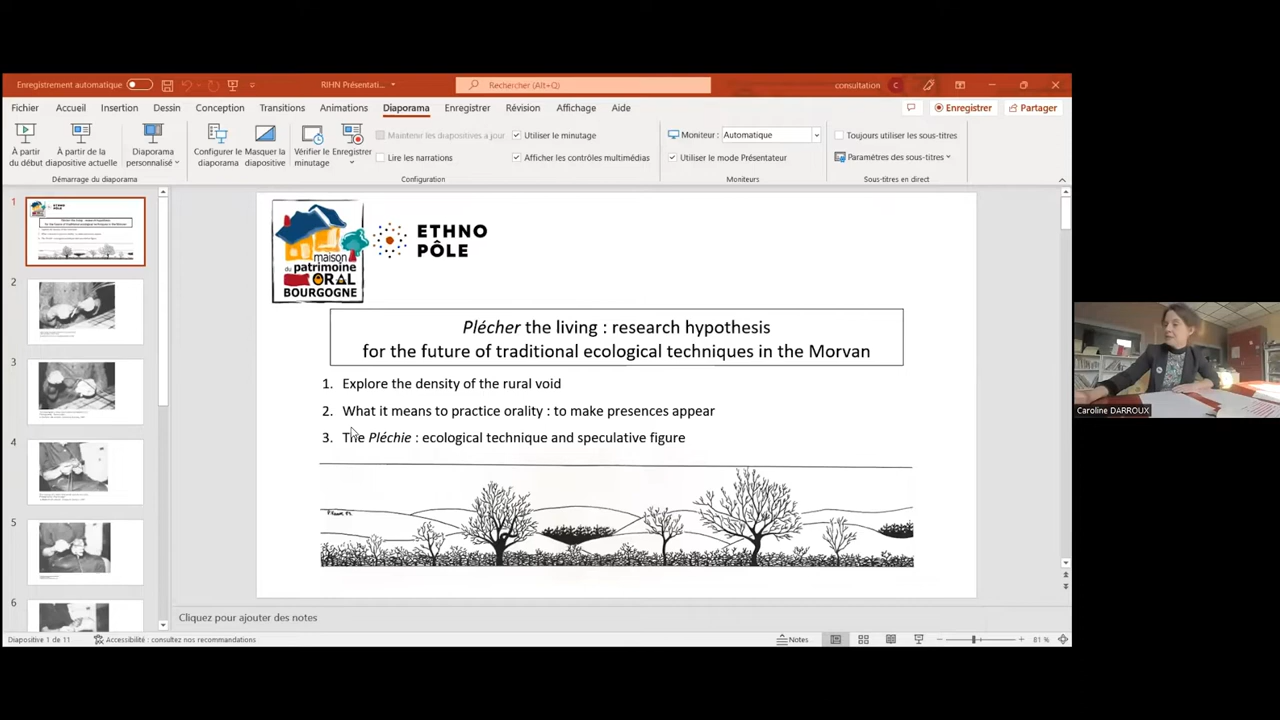 Enregistrement automatique
RIHN Présentati...
Rechercher (Alt+Q)
consultation
C
Fichier
Accueil
Insertion
Dessin
Conception
Transitions
Animations
Diaporama
Enregistrer
Révision
Affichage
Aide
Enregistrer
Partager
À partir
du début
À partir de la
diapositive actuelle
Diaporama
personnalisé
Configurer le
diaporama
Masquer la
diapositive
Vérifier le
minutage
Enregistrer
Maintenir les diapositives à jour
Lire les narrations
Utiliser le minutage
Afficher les contrôles multimédias
Moniteur :
Automatique
Utiliser le mode Présentateur
Toujours utiliser les sous-titres
Paramètres des sous-titres
Démarrage du diaporama
Configuration
Moniteurs
Sous-titres en direct
1
2
3
4
5
6
maison
du patrimoine
ORAL
BOURGOGNE
ETHNO
PÔLE
Plécher the living : research hypothesis
for the future of traditional ecological techniques in the Morvan
1. Explore the density of the rural void
2. What it means to practice orality : to make presences appear
3. The Pléchie : ecological technique and speculative figure
Caroline DARROUX
Cliquez pour ajouter des notes
Diapositive 1 de 11
Accessibilité : consultez nos recommandations
Notes
81 %